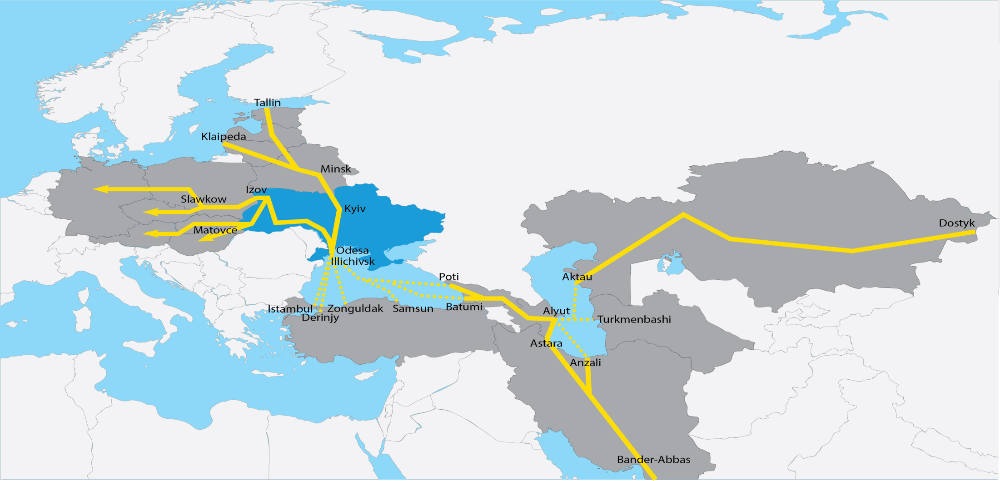 Tallin
Klaipeda
Minsk
Izov
Slawkow
Kyiv
Dostyk
Matovce
Odesa
Illichivsk
Poti
Aktau
Istambul
Zonguldak
Samsun
Batumi
Alyut
Derinjy
Turkmenbashi
Astara
Anzali
Bander-Abbas